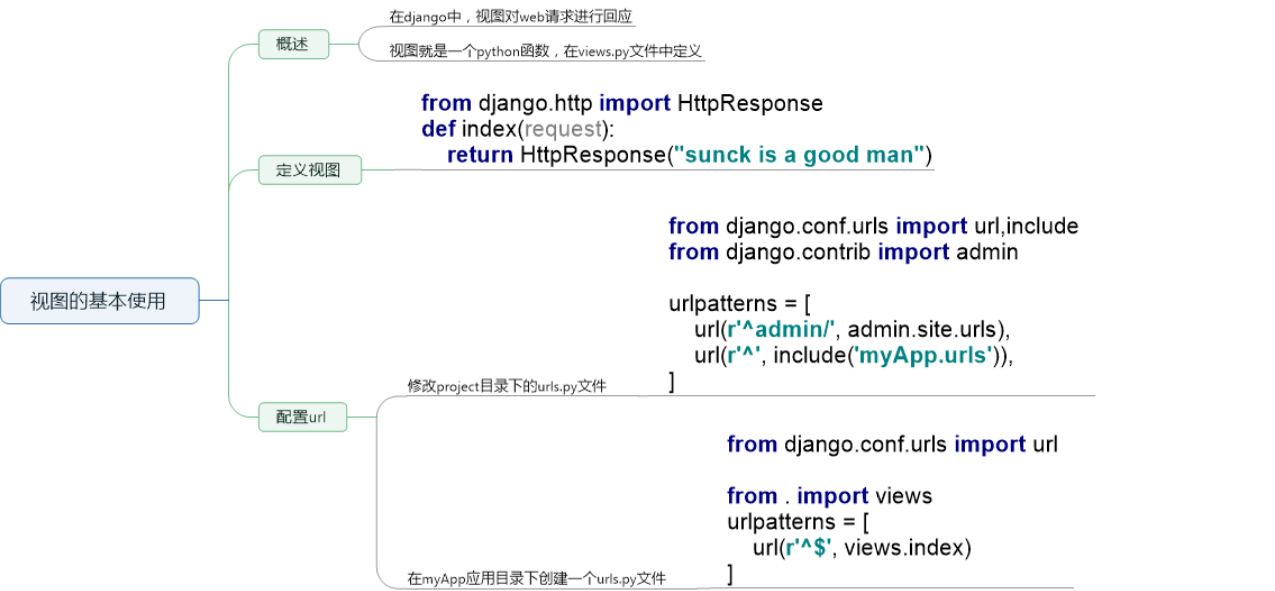 视图的基本使用
概述
在django中，视图对web请求进行回应
视图就是一个python函数，在views.py文件中定义
定义视图
from django.http import HttpResponse
def index(request):
    return HttpResponse("sunck is a good man")
配置url
修改project目录下的urls.py文件
from django.conf.urls import url,include
from django.contrib import admin
urlpatterns = [
    url(r'^admin/', admin.site.urls),
    url(r'^', include('myApp.urls')),
]
在myApp应用目录下创建一个urls.py文件
from django.conf.urls import url
from . import views
urlpatterns = [
    url(r'^$', views.index)
]